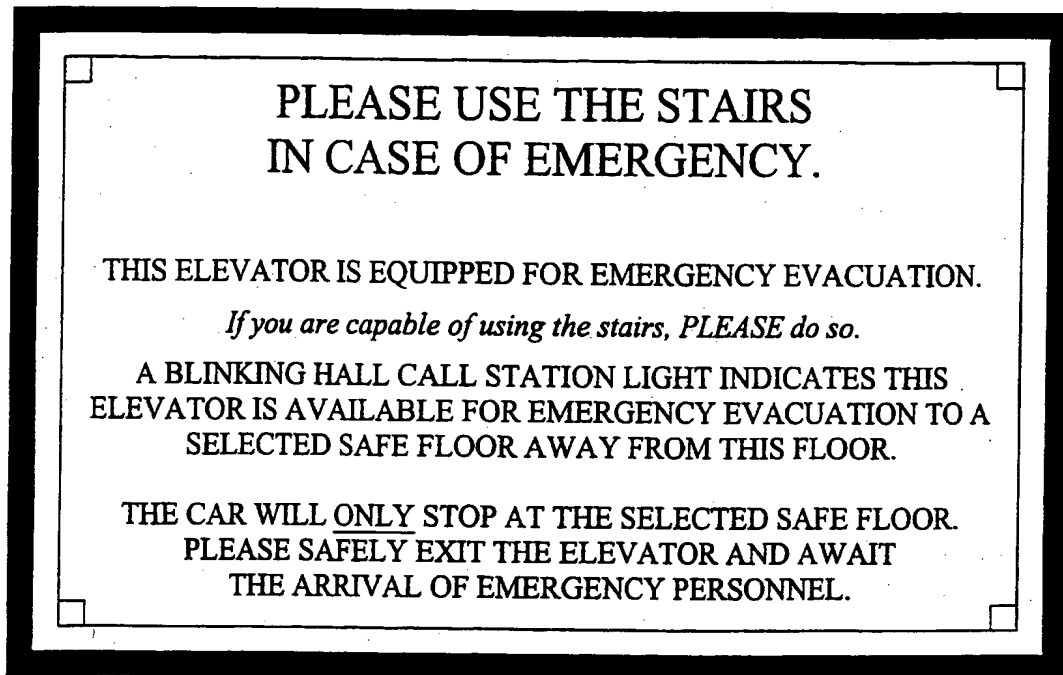 PLEASE USE THE STAIRS
IN CASE OF EMERGENCY.
THIS ELEVATOR IS EQUIPPED FOR EMERGENCY EVACUATION.
If you are capable of using the stairs, PLEASE do so.
A BLINKING HALL CALL STATION LIGHT INDICATES THIS
ELEVATOR IS AVAILABLE FOR EMERGENCY EVACUATION TO A
SELECTED SAFE FLOOR AWAY FROM THIS FLOOR.
THE CAR WILL ONLY STOP AT THE SELECTED SAFE FLOOR.
PLEASE SAFELY EXIT THE ELEVATOR AND AWAIT
THE ARRIVAL OF EMERGENCY PERSONNEL.